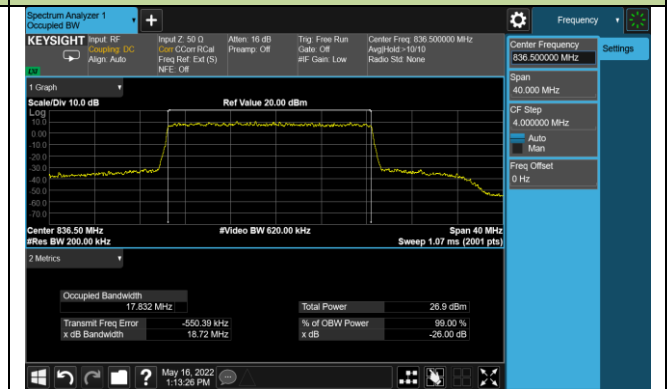 Spectrum Analyzer 1
Occupied BW
+
Frequency
KEYSIGHT
Input: RF
Coupling: DC
Align: Auto
Input Z: 50 Ω
Corr CCorr RCal
Freq Ref: Ext (S)
NFE: Off
Atten: 16 dB
Preamp: Off
Trig: Free Run
Gate: Off
#IF Gain: Low
Center Freq: 836.500000 MHz
Avg|Hold:>10/10
Radio Std: None
Center Frequency
836.500000 MHz
Settings
Span
40.000 MHz
CF Step
4.000000 MHz
Auto
Man
Freq Offset
0 Hz
1 Graph
Scale/Div 10.0 dB
Ref Value 20.00 dBm
Log
10.0
0.00
-10.0
-20.0
-30.0
-40.0
-50.0
-60.0
-70.0
Center 836.50 MHz
#Video BW 620.00 kHz
Span 40 MHz
#Res BW 200.00 kHz
Sweep 1.07 ms (2001 pts)
2 Metrics
Occupied Bandwidth
17.832 MHz
Total Power
26.9 dBm
Transmit Freq Error
-550.39 kHz
% of OBW Power
99.00 %
x dB Bandwidth
18.72 MHz
x dB
-26.00 dB
?
May 16, 2022
1:13:26 PM